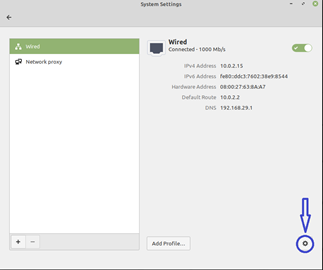 System Settings
Wired
Network proxy
Wired
Connected - 1000 Mb/s
IPv4 Address 10.0.2.15
IPv6 Address fe80::ddc3:7602:38e9:8544
Hardware Address 08:00:27:63:8A:A7
Default Route 10.0.2.2
DNS 192.168.29.1
Add Profile...